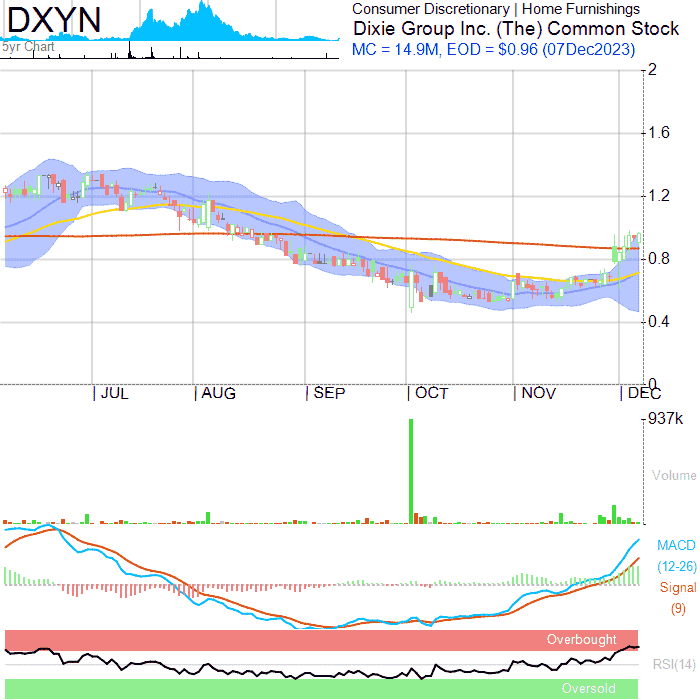 DXYN
5yr Chart
Consumer Discretionary | Home Furnishings
Dixie Group Inc. (The) Common Stock
MC = 14.9M, EOD = $0.96 (07Dec2023)
2
1.6
1.2
0.8
0.4
0
JUL AUG SEP OCT NOV DEC
937k
Volume
MACD
(12-26)
Signal
(9)
Overbought
RSI(14)
Oversold